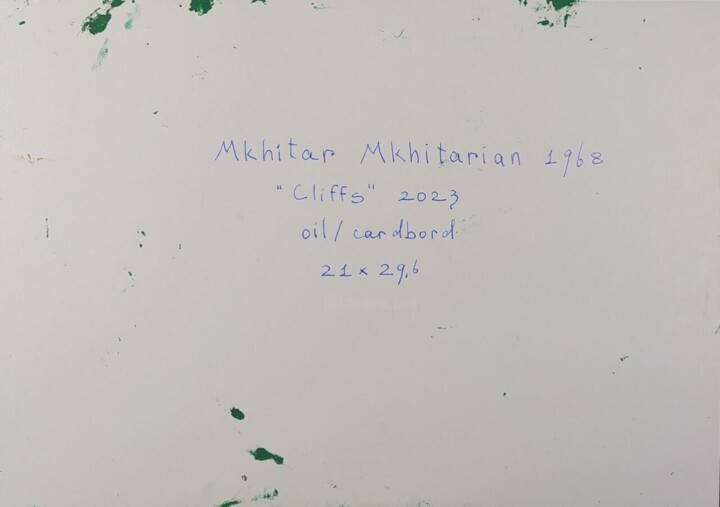 Mkhitar Mkhitarian 1968
"Cliffs" 2023
oil/cardbord
21 x 29,6